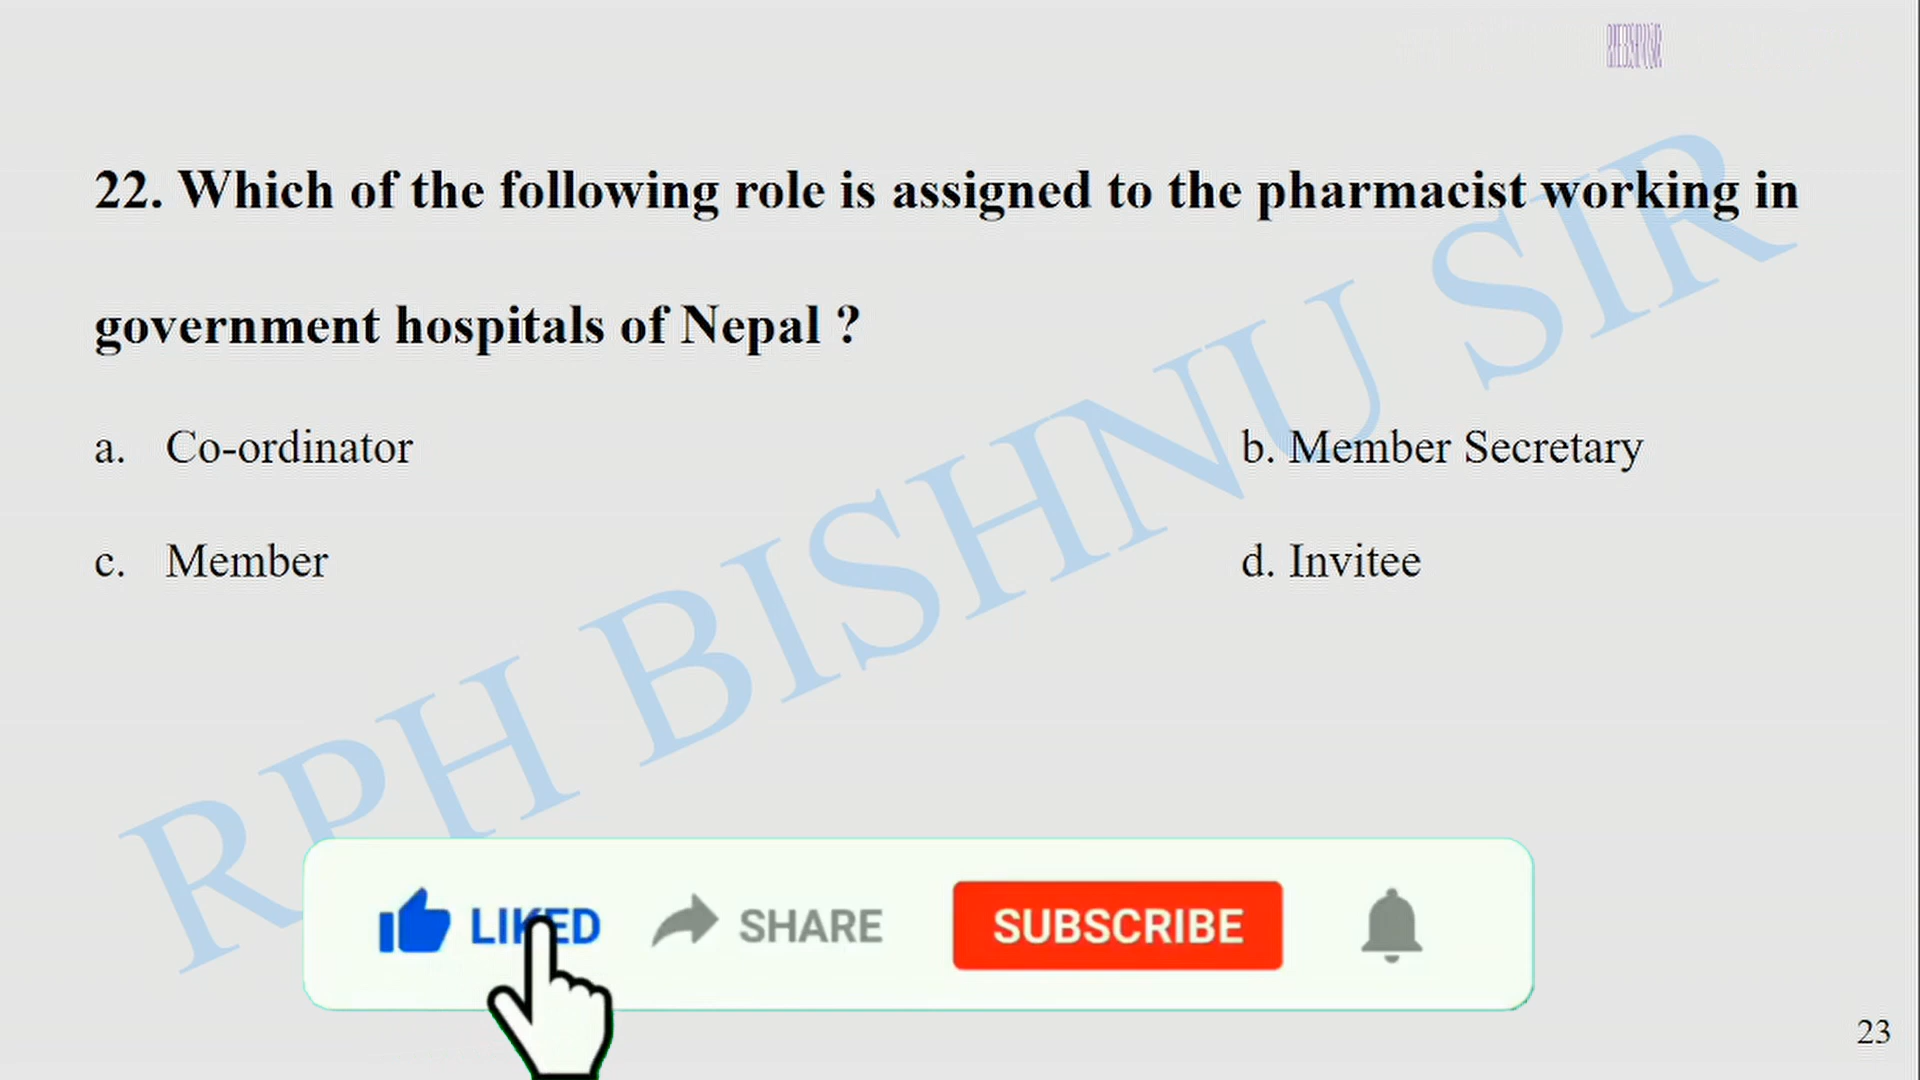 22. Which of the following role is assigned to the pharmacist working in
government hospitals of Nepal ?
a. Co-ordinator
b. Member Secretary
c. Member
d. Invitee
RPH BISHNU SIR
LIKED SHARE SUBSCRIBE
23